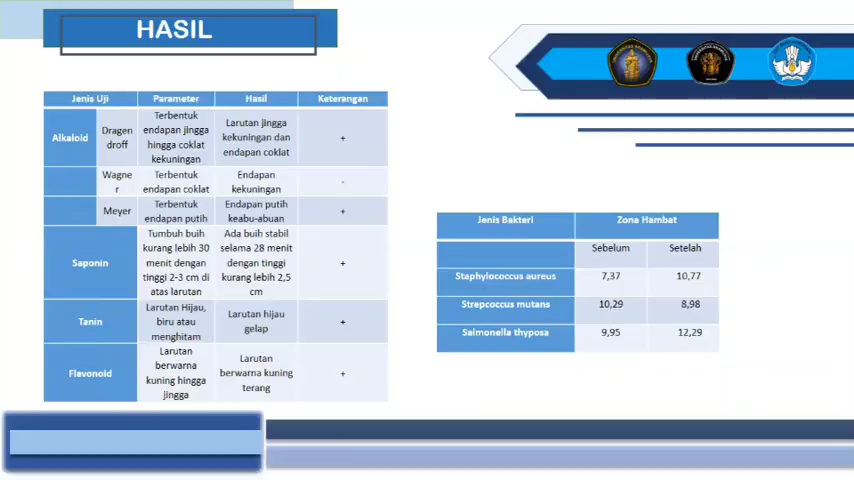 HASIL
Jenis Uji Parameter Hasil Keterangan
Alkaloid
Dragen
droff
Terbentuk
endapan jingga
hingga coklat
kekuningan
Larutan jingga
kekuningan dan
endapan coklat
+
Wagne
r
Terbentuk
endapan coklat
Endapan
kekuningan
-
Meyer
Terbentuk
endapan putih
Endapan putih
keabu-abuan
+
Saponin
Tumbuh buih
kurang lebih 30
menit dengan
tinggi 2-3 cm di
atas larutan
Ada buih stabil
selama 28 menit
dengan tinggi
kurang lebih 2,5
cm
+
Tanin
Larutan Hijau,
biru atau
menghitam
Larutan hijau
gelap
+
Flavonoid
Larutan
berwarna
kuning hingga
jingga
Larutan
berwarna kuning
terang
+
Jenis Bakteri Zona Hambat
Sebelum Setelah
Staphylococcus aureus 7,37 10,77
Strepcoccus mutans 10,29 8,98
Salmonella thyposa 9,95 12,29